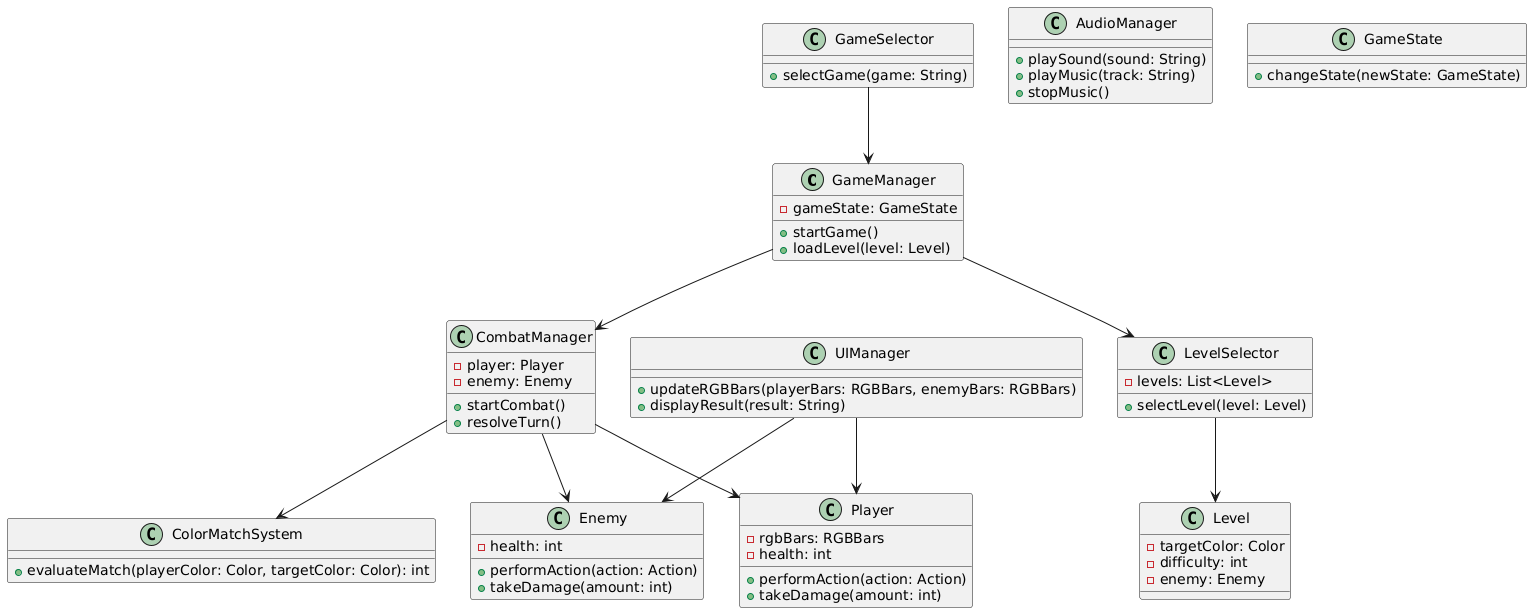 C GameSelector
selectGame(game: String)
C AudioManager
playSound(sound: String)
playMusic(track: String)
stopMusic()
C GameState
changeState(newState: GameState)
C GameManager
gameState: GameState
startGame()
loadLevel(level: Level)
C CombatManager
player: Player
enemy: Enemy
startCombat()
resolveTurn()
C UIManager
updateRGBBars(playerBars: RGBBars, enemyBars: RGBBars)
displayResult(result: String)
C LevelSelector
levels: List<Level>
selectLevel(level: Level)
C ColorMatchSystem
evaluateMatch(playerColor: Color, targetColor: Color): int
C Enemy
health: int
performAction(action: Action)
takeDamage(amount: int)
C Player
rgbBars: RGBBars
health: int
performAction(action: Action)
takeDamage(amount: int)
C Level
targetColor: Color
difficulty: int
enemy: Enemy